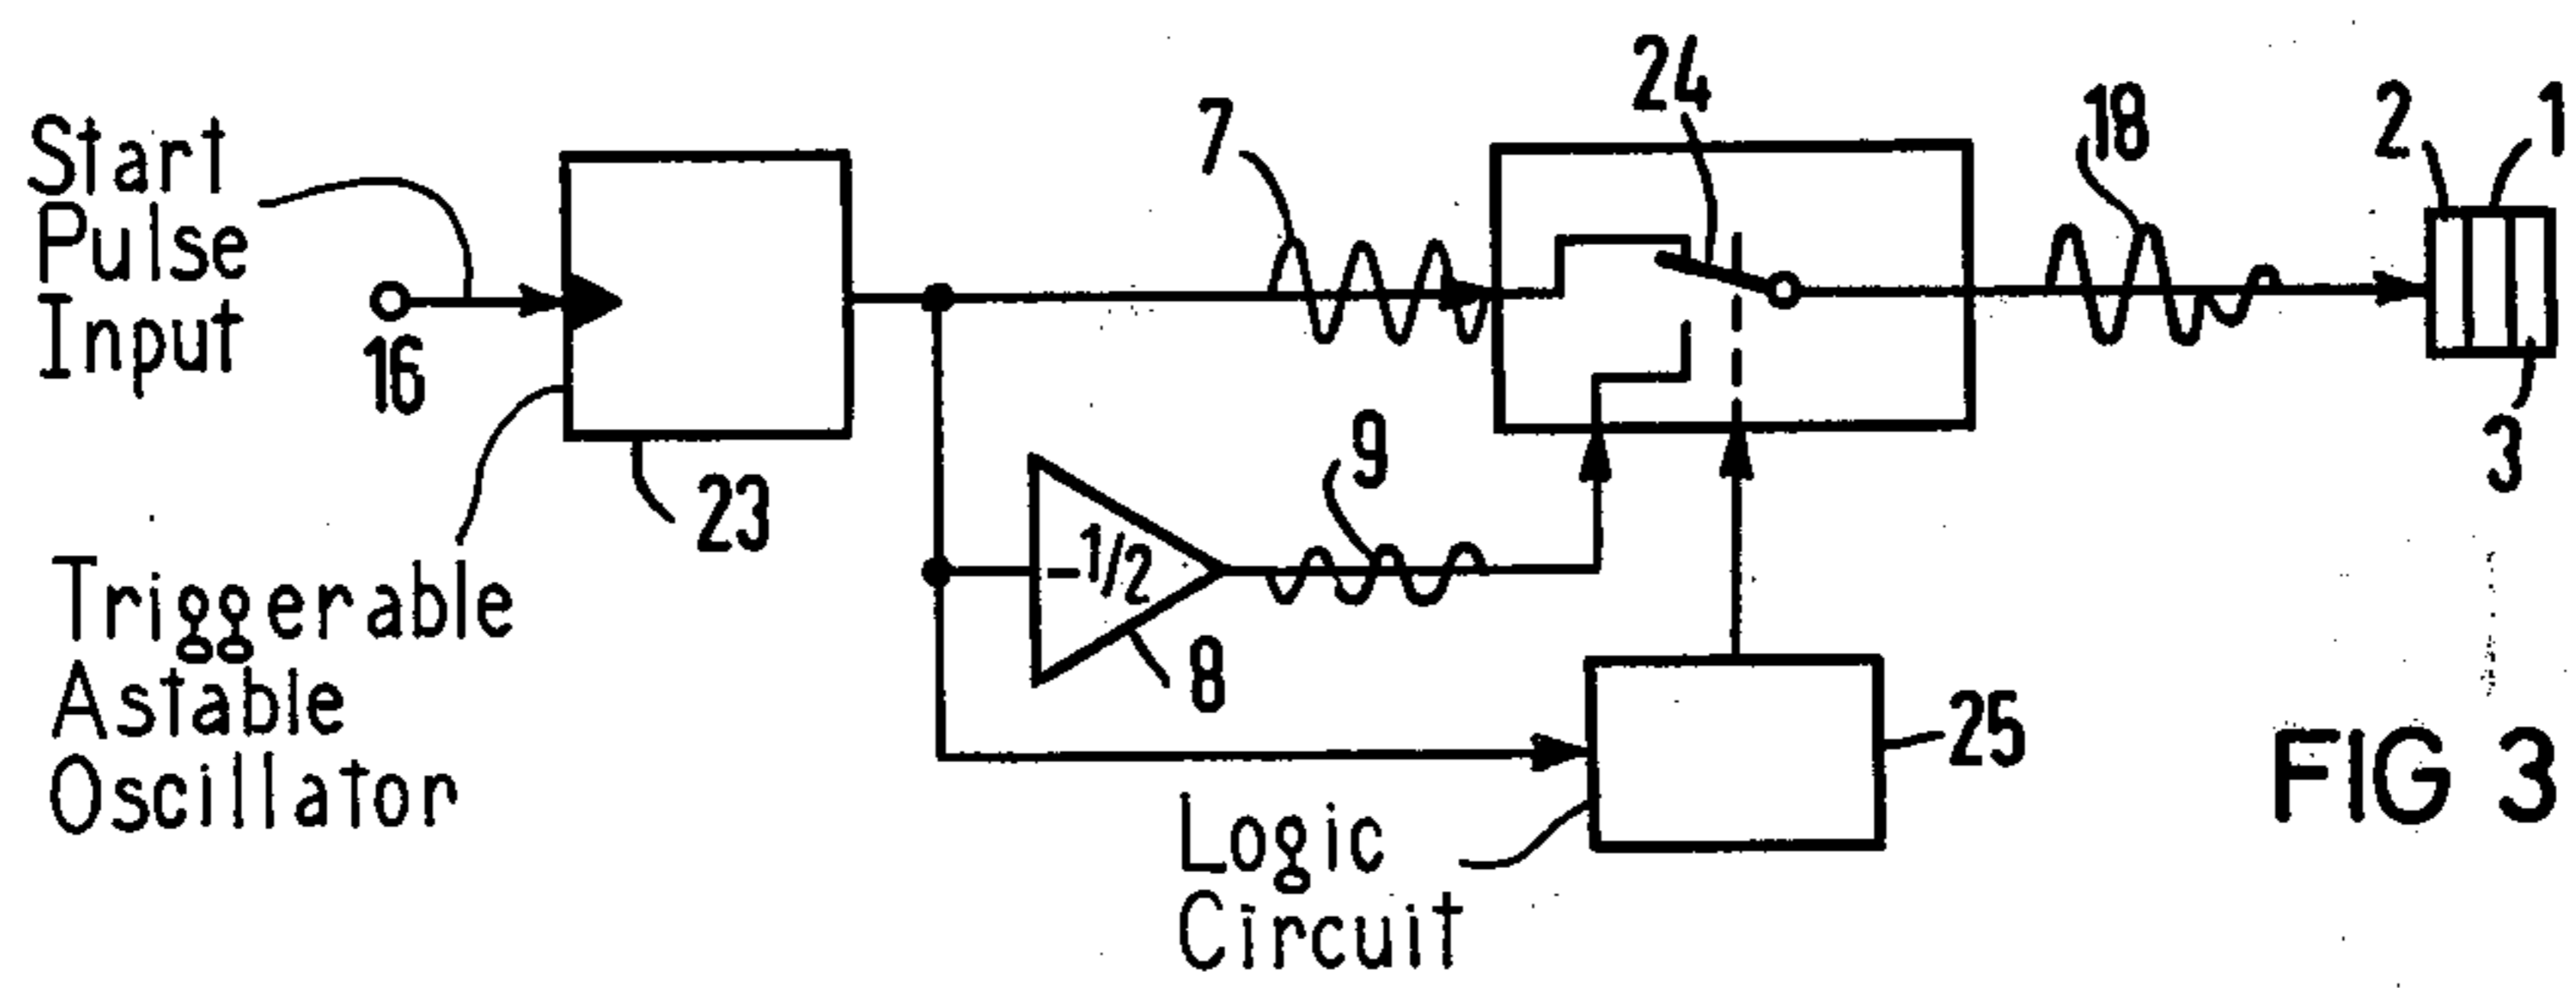 Start
Pulse
Input
16
23
Triggerable
Astable
Oscillator
7
24
18
2
1
3
9
-1/2
8
25
Logic
Circuit
FIG 3